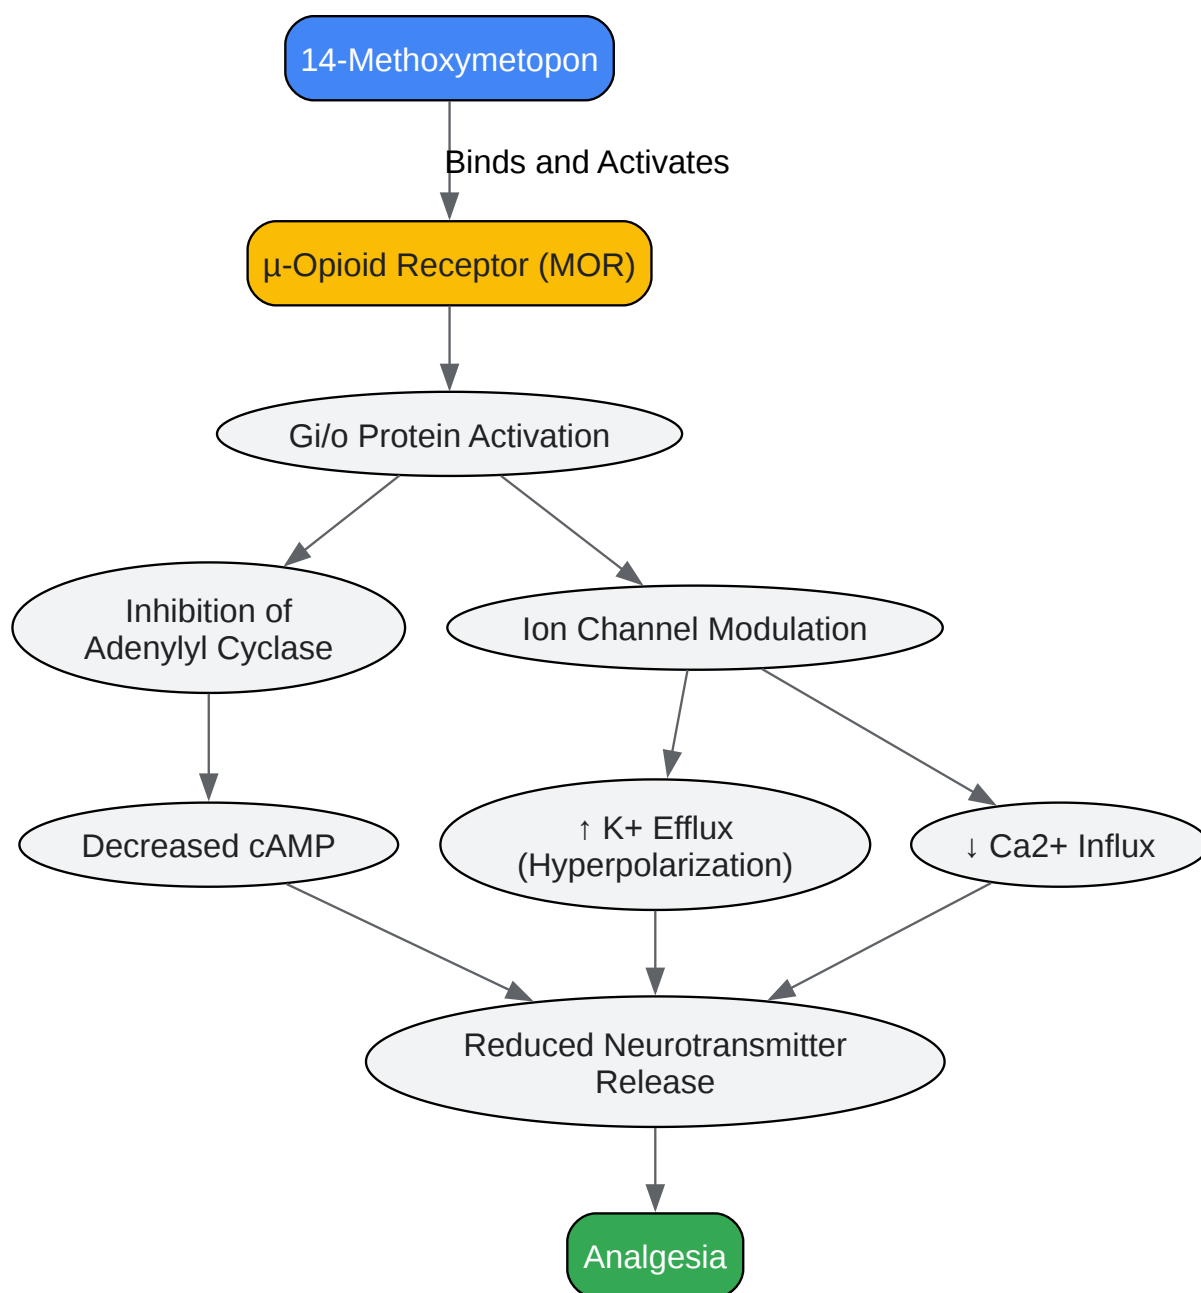 14-Methoxymetopon
Binds and Activates
µ-Opioid Receptor (MOR)
Gi/o Protein Activation
Inhibition of
Adenylyl Cyclase
Ion Channel Modulation
Decreased cAMP
↑ K+ Efflux
(Hyperpolarization)
↓ Ca2+ Influx
Reduced Neurotransmitter
Release
Analgesia